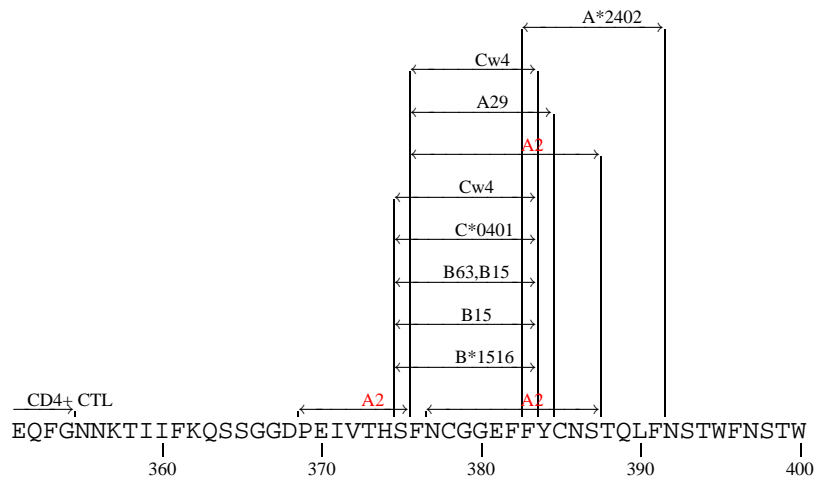 A*2402
Cw4
A29
A2
Cw4
C*0401
B63,B15
B15
B*1516
CD4+ CTL A2 A2
EQFGNNKTIIFKQSSGGDPEIVTHSFNCGGEFFYCNSTQLFNSTWFNSTW
360 370 380 390 400